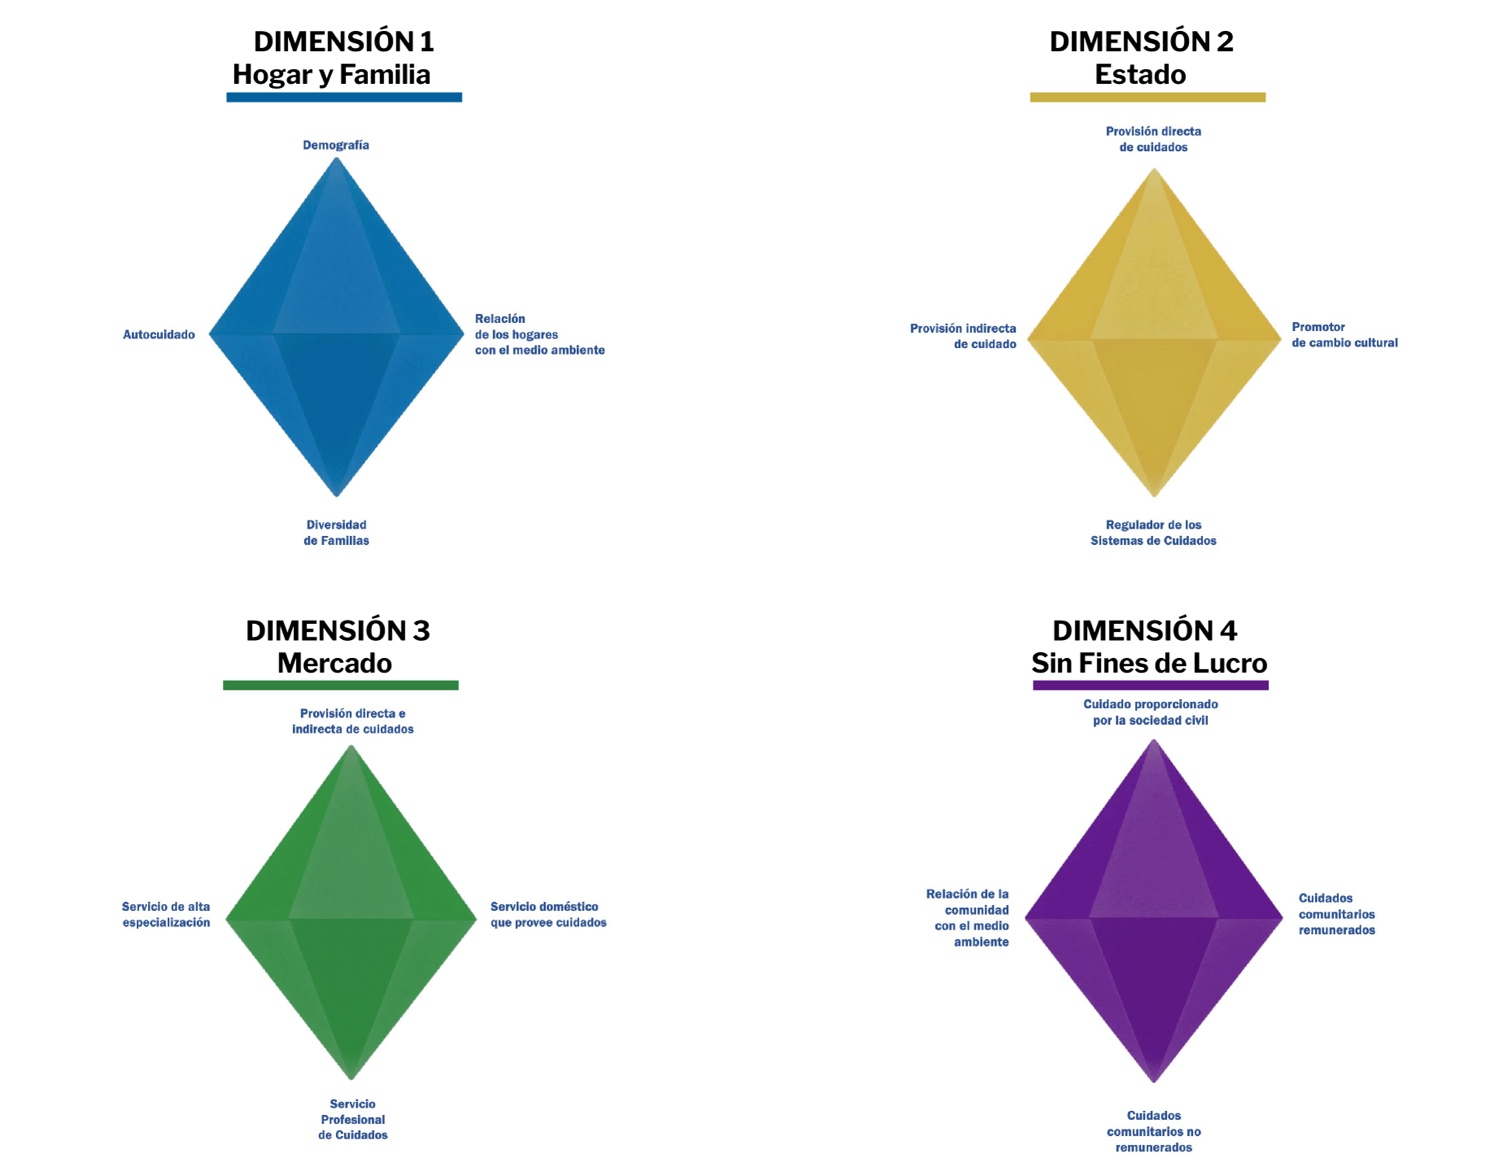 DIMENSIÓN 1
Hogar y Familia
Demografía
Autocuidado
Relación
de los hogares
con el medio ambiente
Diversidad
de Familias
DIMENSIÓN 2
Estado
Provisión directa
de cuidados
Provisión indirecta
de cuidado
Promotor
de cambio cultural
Regulador de los
Sistemas de Cuidados
DIMENSIÓN 3
Mercado
Provisión directa e
indirecta de cuidados
Servicio de alta
especialización
Servicio doméstico
que provee cuidados
Servicio
Profesional
de Cuidados
DIMENSIÓN 4
Sin Fines de Lucro
Cuidado proporcionado
por la sociedad civil
Relación de la
comunidad
con el medio
ambiente
Cuidados
comunitarios
remunerados
Cuidados
comunitarios no
remunerados